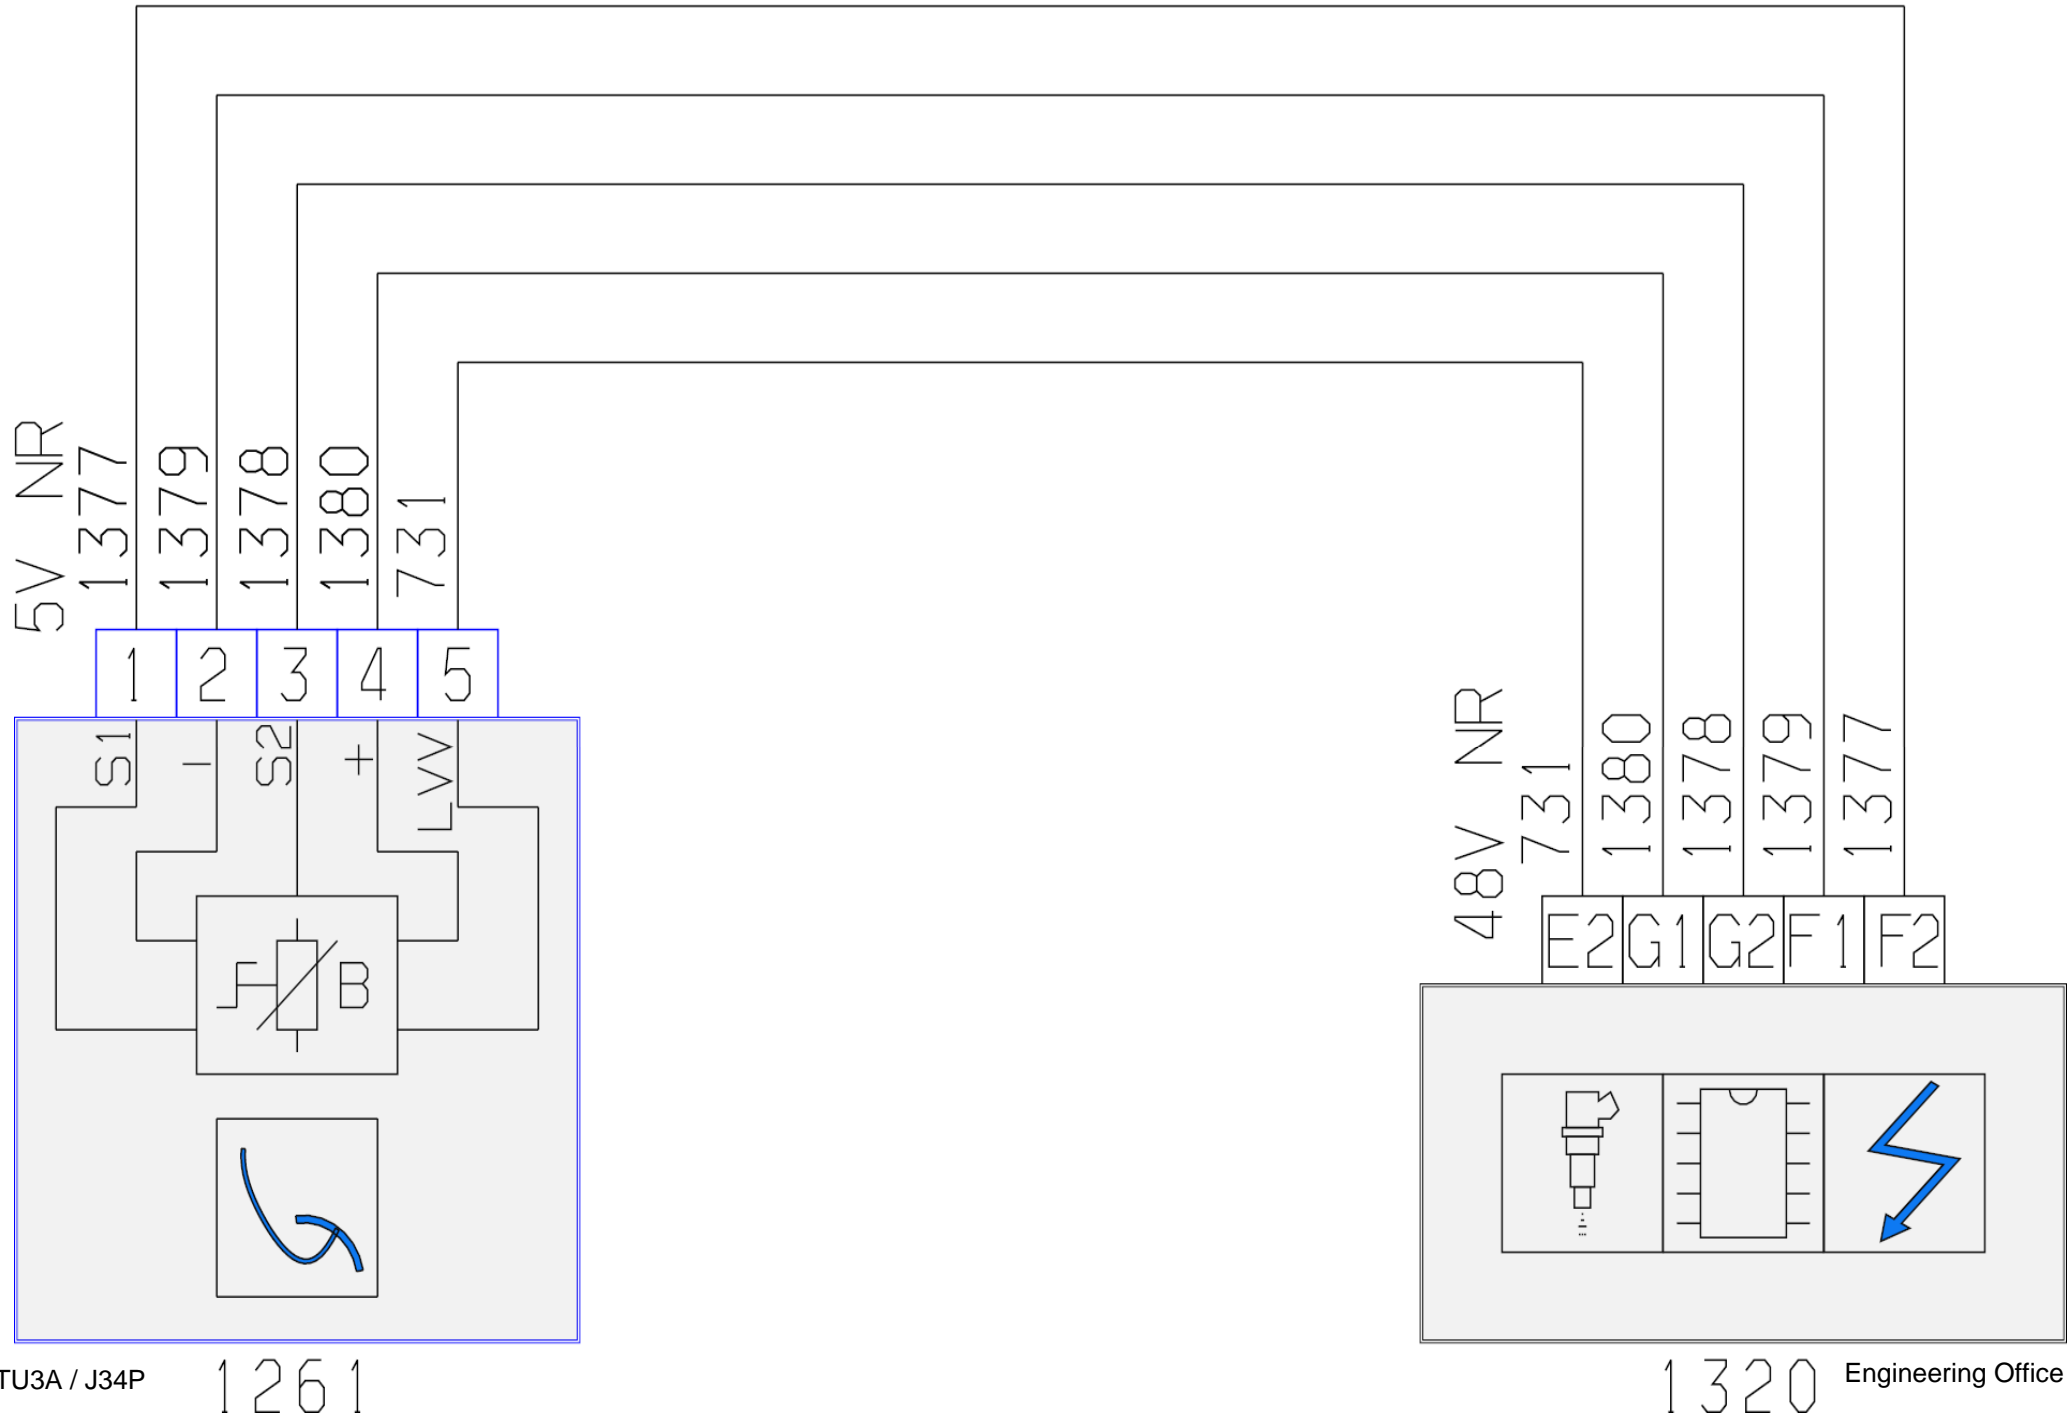 5V NR
1377
1379
1378
1380
731
1 2 3 4 5
S1
-
S2
+
LVV
B
48V NR
731
1380
1378
1379
1377
E2 G1 G2 F1 F2
TU3A / J34P
1261
1320
Engineering Office